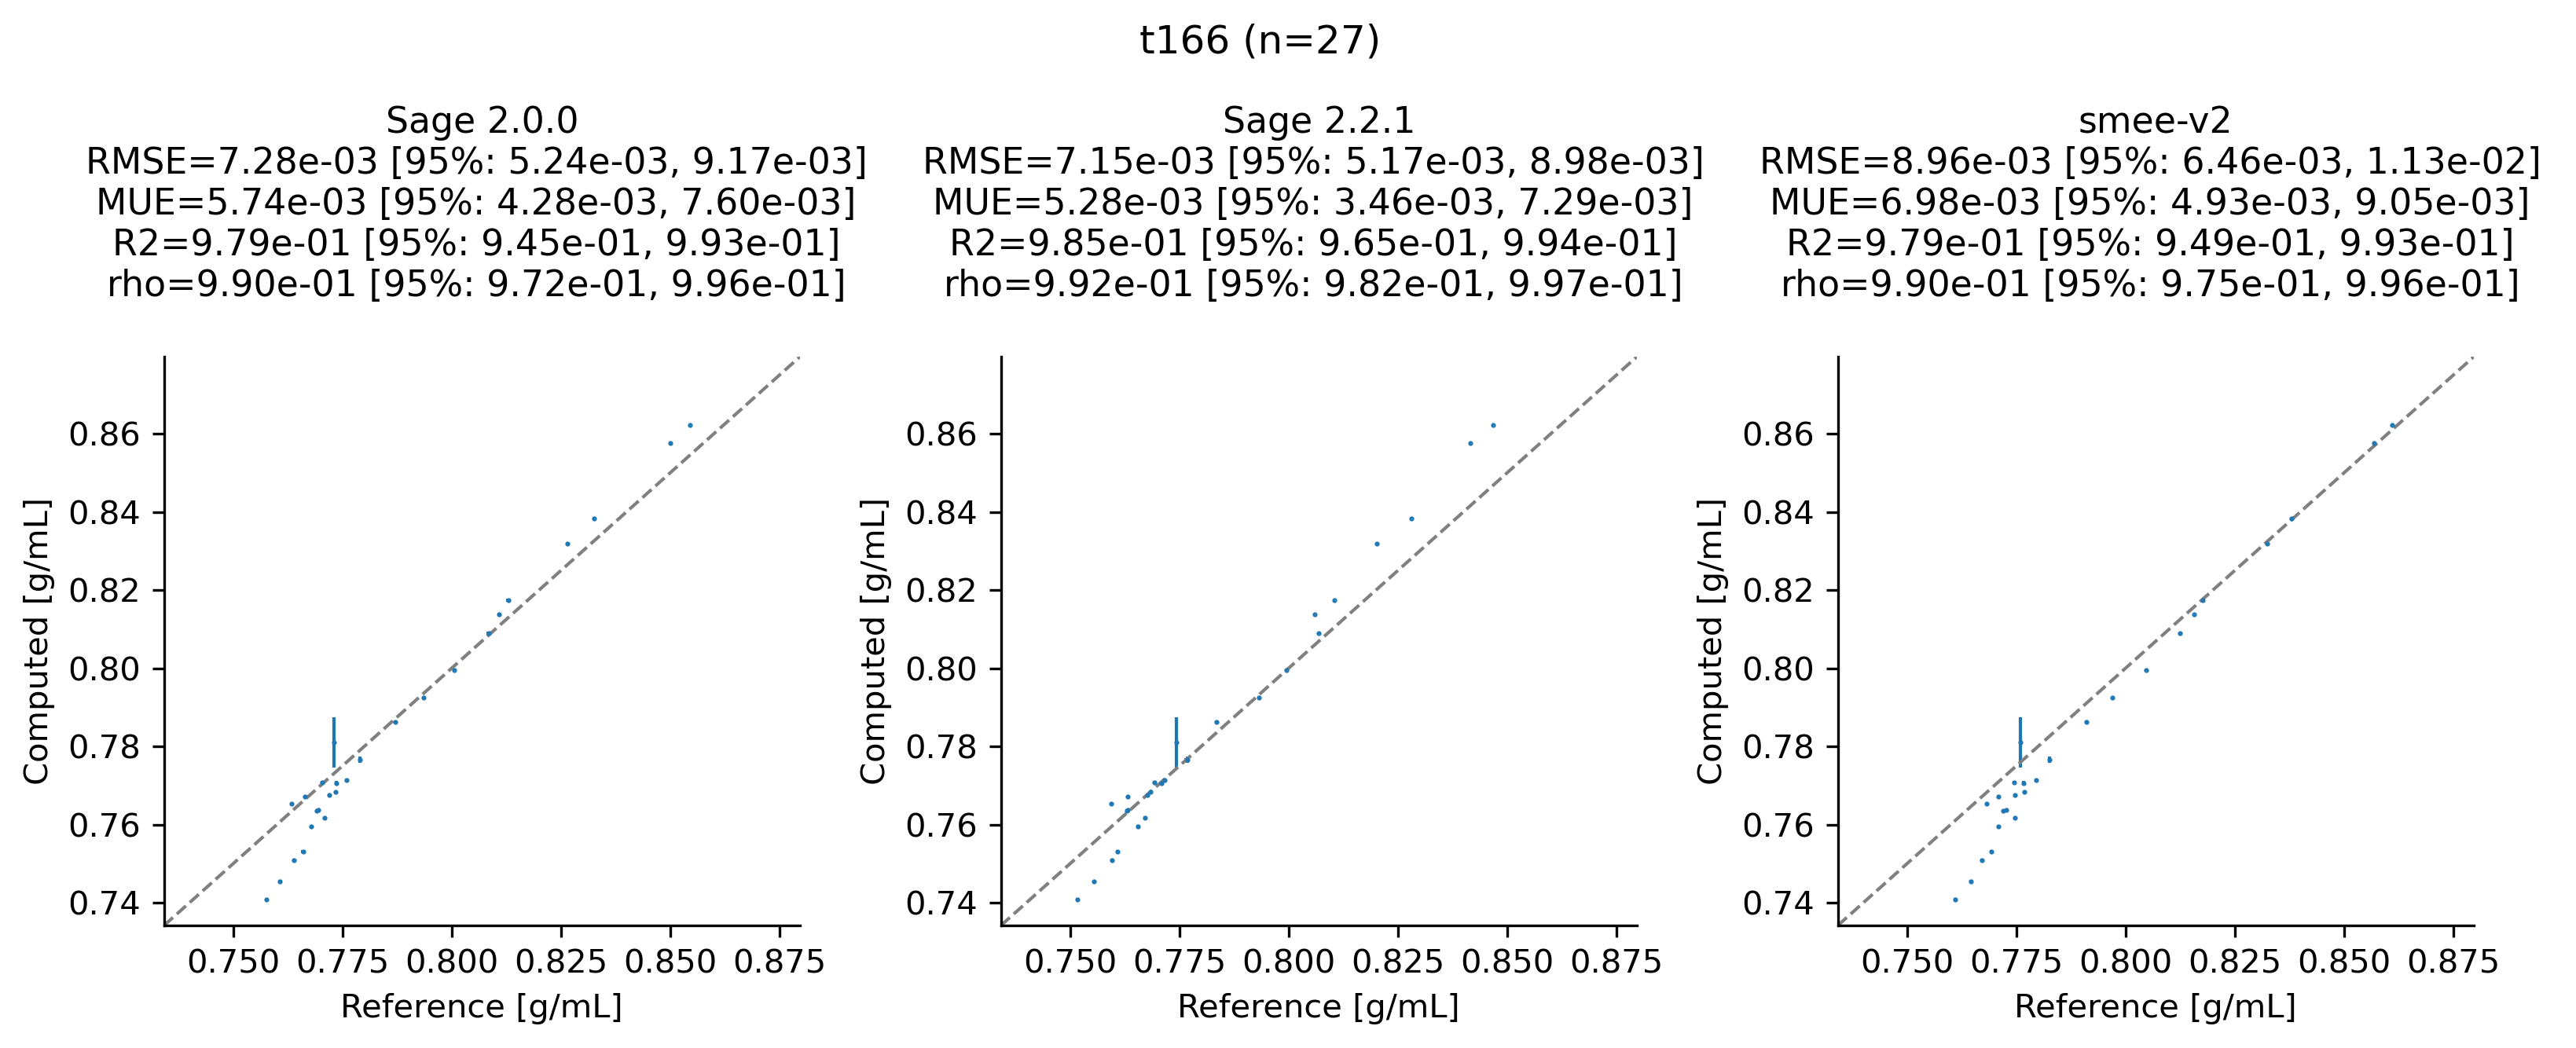 t166 (n=27)
Sage 2.0.0
RMSE=7.28e-03 [95%: 5.24e-03, 9.17e-03]
MUE=5.74e-03 [95%: 4.28e-03, 7.60e-03]
R2=9.79e-01 [95%: 9.45e-01, 9.93e-01]
rho=9.90e-01 [95%: 9.72e-01, 9.96e-01]
Computed [g/mL]
0.86
0.84
0.82
0.80
0.78
0.76
0.74
0.750 0.775 0.800 0.825 0.850 0.875
Reference [g/mL]
Sage 2.2.1
RMSE=7.15e-03 [95%: 5.17e-03, 8.98e-03]
MUE=5.28e-03 [95%: 3.46e-03, 7.29e-03]
R2=9.85e-01 [95%: 9.65e-01, 9.94e-01]
rho=9.92e-01 [95%: 9.82e-01, 9.97e-01]
Computed [g/mL]
0.86
0.84
0.82
0.80
0.78
0.76
0.74
0.750 0.775 0.800 0.825 0.850 0.875
Reference [g/mL]
smee-v2
RMSE=8.96e-03 [95%: 6.46e-03, 1.13e-02]
MUE=6.98e-03 [95%: 4.93e-03, 9.05e-03]
R2=9.79e-01 [95%: 9.49e-01, 9.93e-01]
rho=9.90e-01 [95%: 9.75e-01, 9.96e-01]
Computed [g/mL]
0.86
0.84
0.82
0.80
0.78
0.76
0.74
0.750 0.775 0.800 0.825 0.850 0.875
Reference [g/mL]